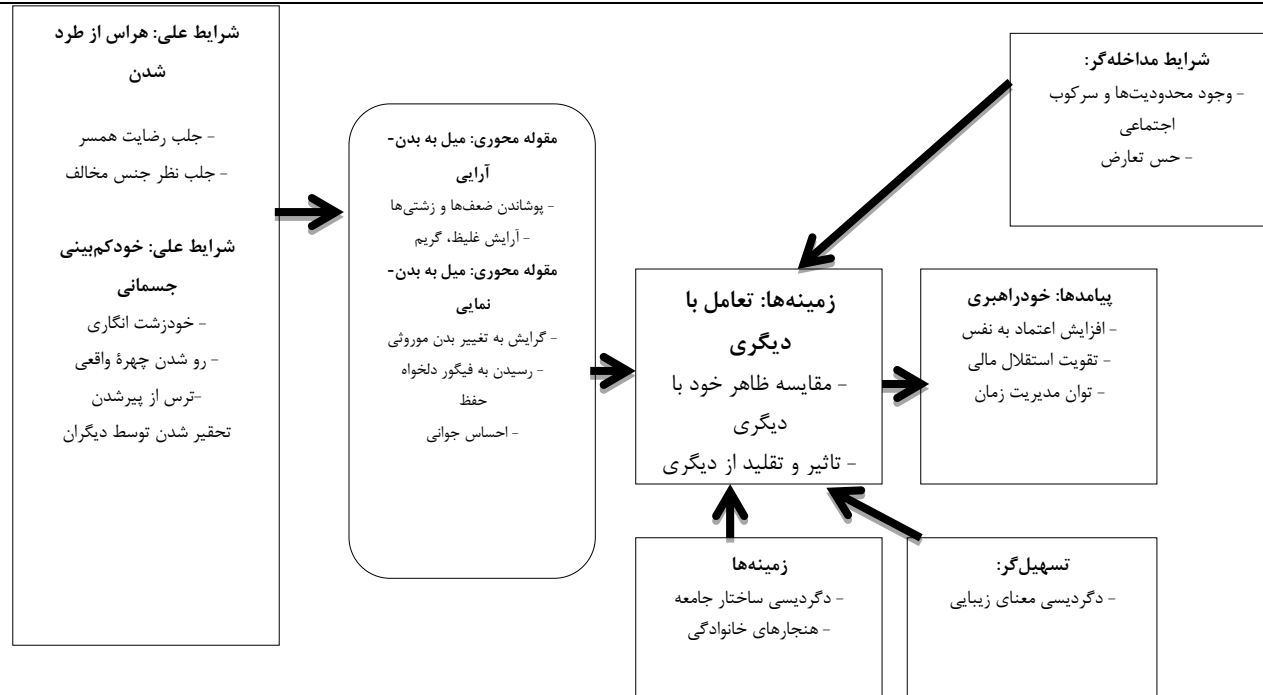 شرایط علی: هراس از طرد
شدن
- جلب رضایت همسر
- جلب نظر جنس مخالف
شرایط علی: خودکم‌بینی
جسمانی
- خودزشت انگاری
- رو شدن چهرهٔ واقعی
-ترس از پیرشدن
تحقیر شدن توسط دیگران
مقوله محوری: میل به بدن-
آرایی
- پوشاندن ضعف‌ها و زشتی‌ها
- آرایش غلیظ، گریم
مقوله محوری: میل به بدن-
نمایی
- گرایش به تغییر بدن موروثی
- رسیدن به فیگور دلخواه
حفظ
- احساس جوانی
شرایط مداخله‌گر:
- وجود محدودیت‌ها و سرکوب
اجتماعی
- حس تعارض
زمینه‌ها: تعامل با
دیگری
- مقایسه ظاهر خود با
دیگری
- تاثیر و تقلید از دیگری
پیامدها: خودراهبری
- افزایش اعتماد به نفس
- تقویت استقلال مالی
- توان مدیریت زمان
زمینه‌ها
- دگردیسی ساختار جامعه
- هنجارهای خانوادگی
تسهیل‌گر:
- دگردیسی معنای زیبایی